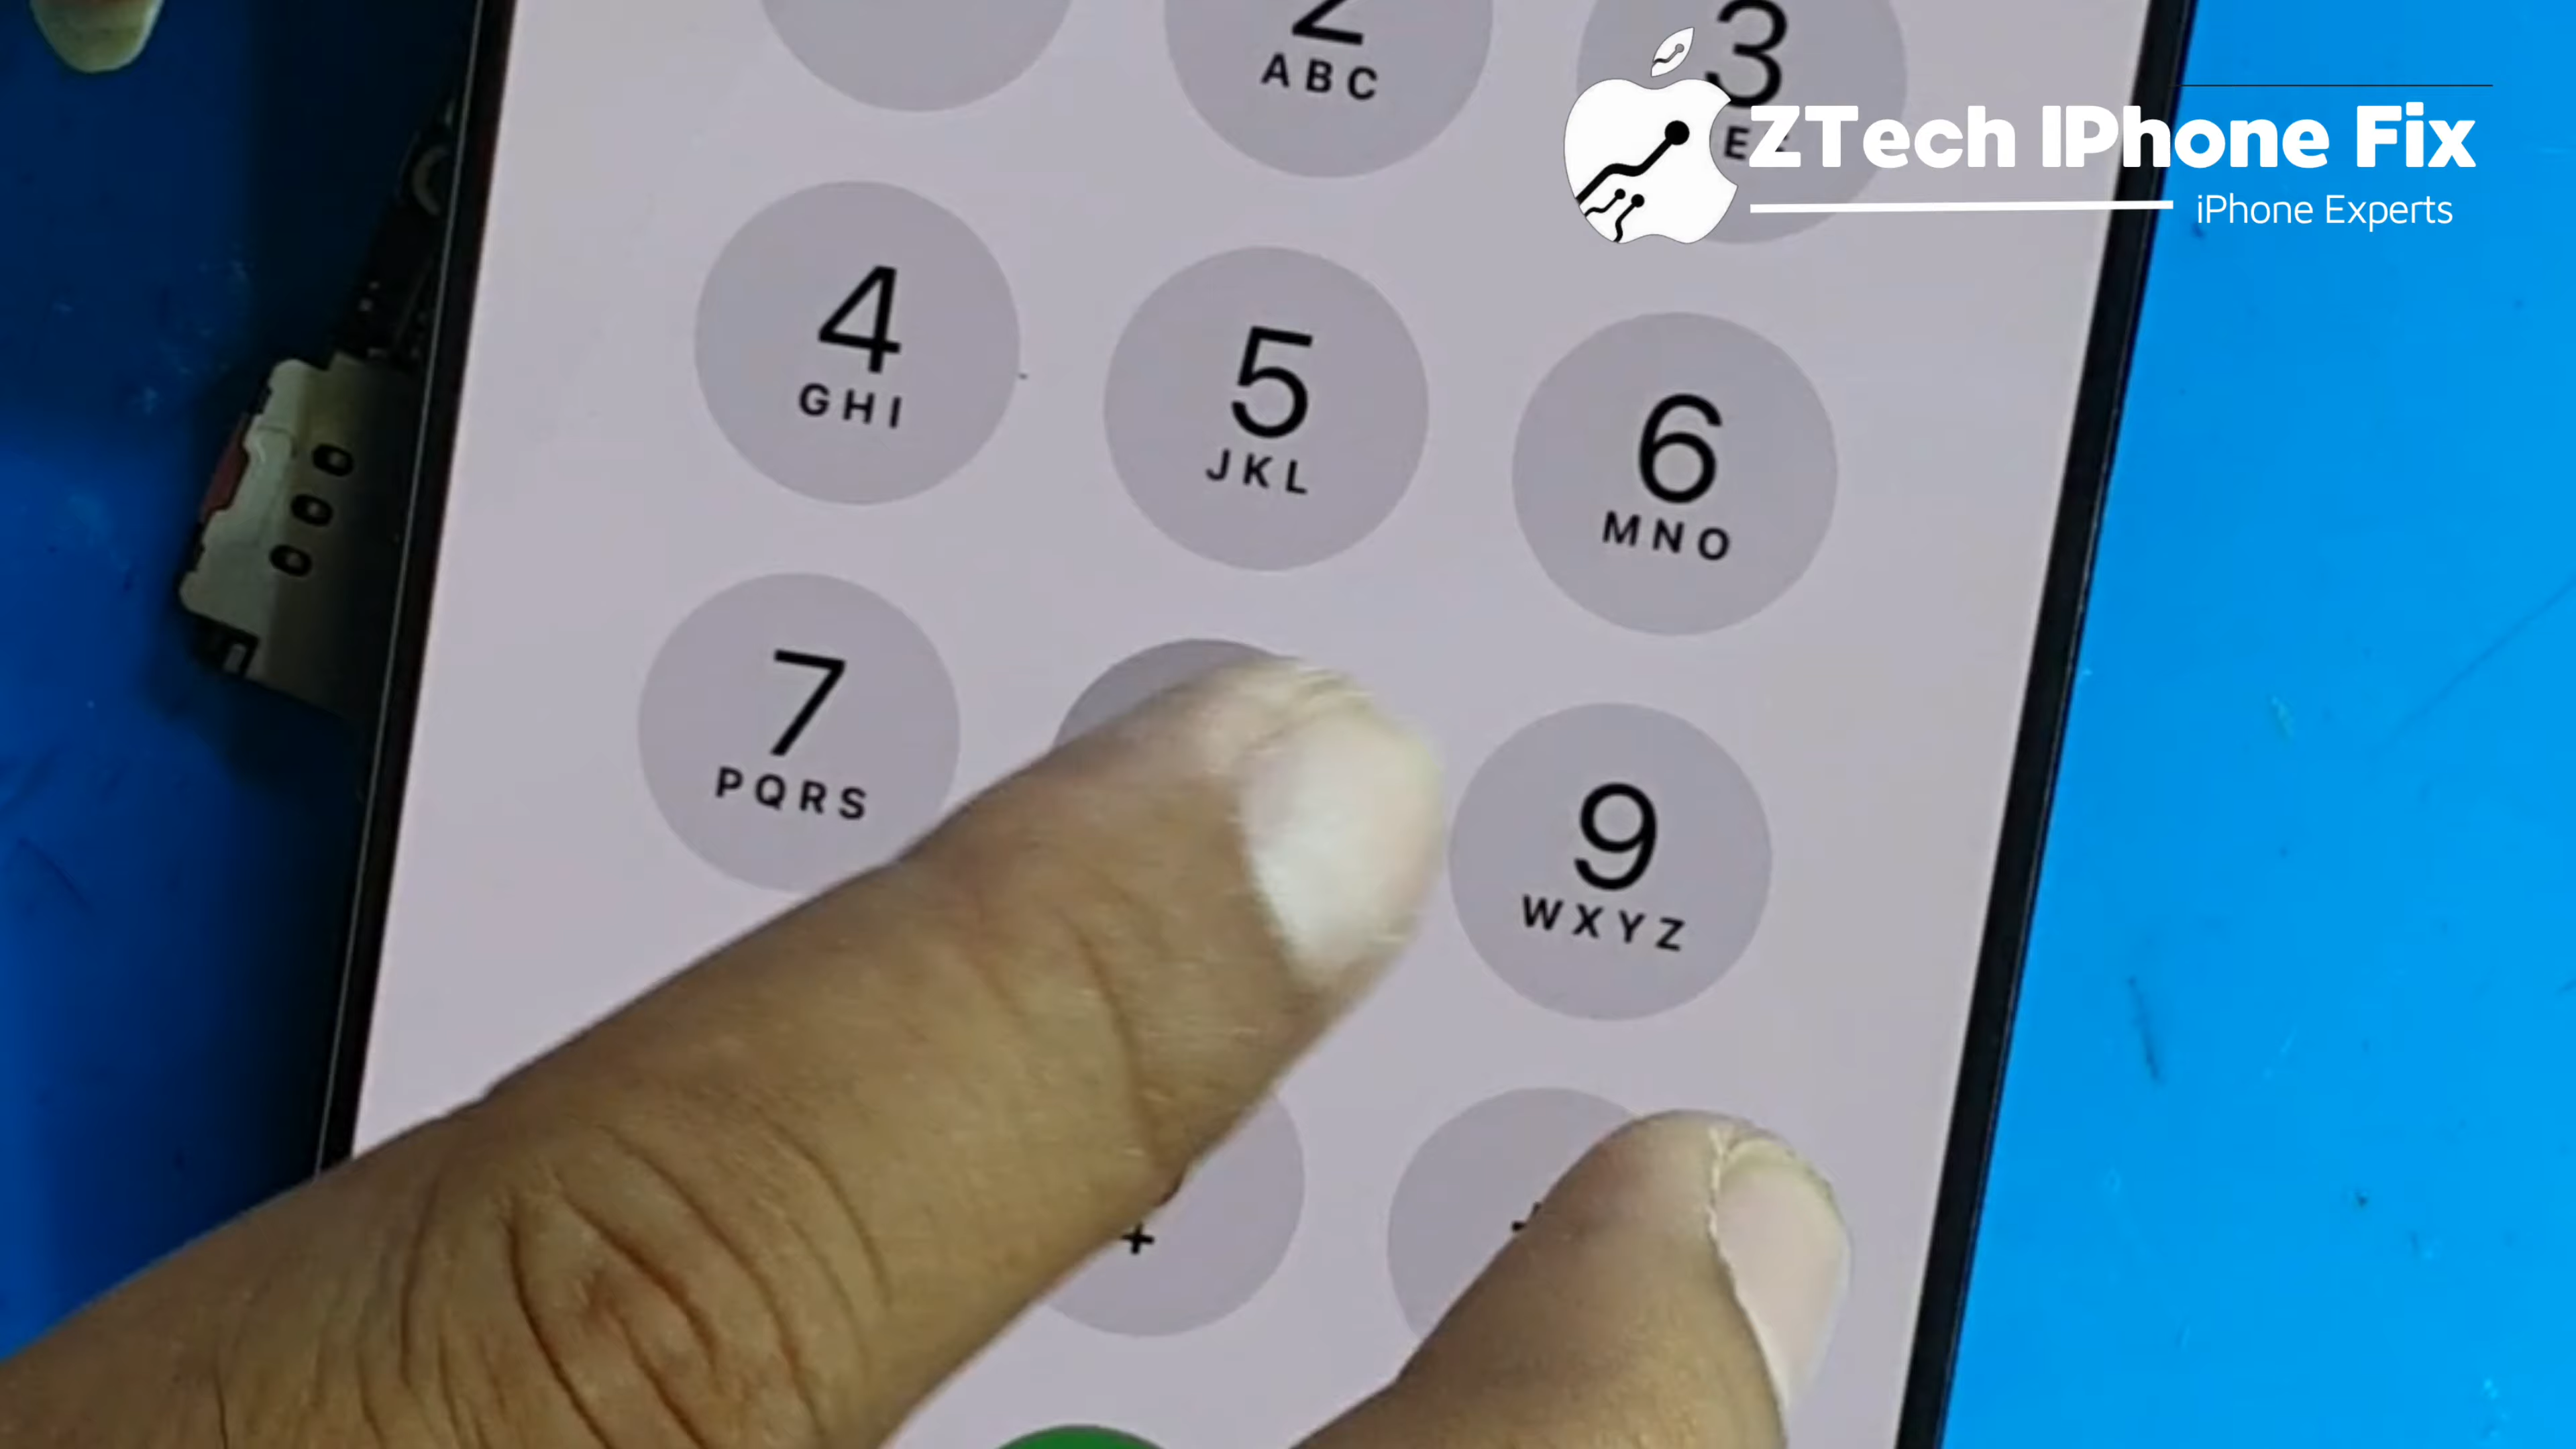 2
ABC
3
ZTech IPhone Fix
iPhone Experts
4
GHI
5
JKL
6
MNO
7
PQRS
9
WXYZ
+